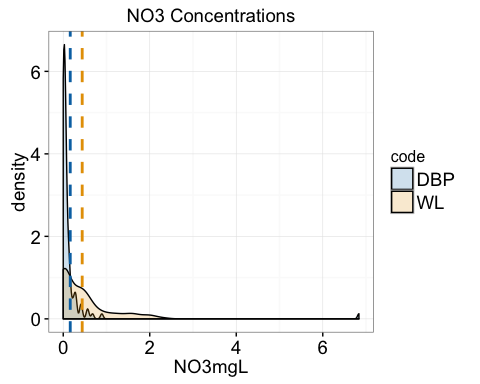 NO3 Concentrations
density
6
4
2
0
0 2 4 6
NO3mgL
code
DBP
WL